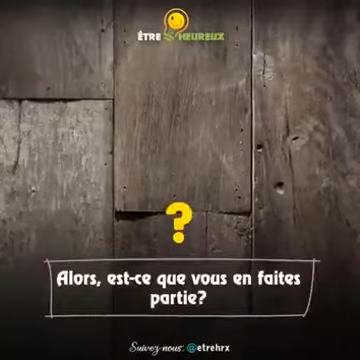 ÊTRE HEUREUX
?
Alors, est-ce que vous en faites
partie?
Suivez-nous: @etrehrx